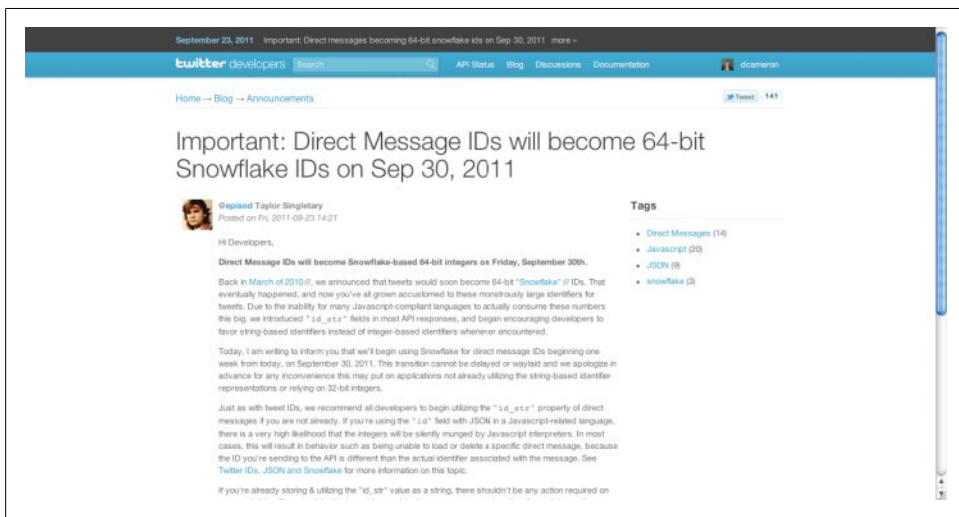 September 23, 2011 Important: Direct messages becoming 64-bit snowflake ids on Sep 30, 2011 more »
twitter developers Search API Status Blog Discussions Documentation dcameron
Home → Blog → Announcements Tweet 141
Important: Direct Message IDs will become 64-bit
Snowflake IDs on Sep 30, 2011
@episod Taylor Singletary
Posted on Fri, 2011-09-23 14:21
Hi Developers,
Direct Message IDs will become Snowflake-based 64-bit integers on Friday, September 30th.
Back in March of 2010, we announced that tweets would soon become 64-bit "Snowflake" IDs. That
eventually happened, and now you've all grown accustomed to these monstrously large identifiers for
tweets. Due to the inability for many Javascript-compliant languages to actually consume these numbers
this big, we introduced "id_str" fields in most API responses, and began encouraging developers to
favor string-based identifiers instead of integer-based identifiers whenever encountered.
Today, I am writing to inform you that we'll begin using Snowflake for direct message IDs beginning one
week from today, on September 30, 2011. This transition cannot be delayed or waylaid and we apologize in
advance for any inconvenience this may put on applications not already utilizing the string-based identifier
representations or relying on 32-bit integers.
Just as with tweet IDs, we recommend all developers to begin utilizing the "id_str" property of direct
messages if you are not already. If you're using the "id" field with JSON in a Javascript-related language,
there is a very high likelihood that the integers will be silently munged by Javascript interpreters. In most
cases, this will result in behavior such as being unable to load or delete a specific direct message, because
the ID you're sending to the API is different than the actual identifier associated with the message. See
Twitter IDs, JSON and Snowflake for more information on this topic.
If you're already storing & utilizing the "id_str" value as a string, there shouldn't be any action required on
Tags
Direct Messages (14)
Javascript (20)
JSON (9)
snowflake (3)